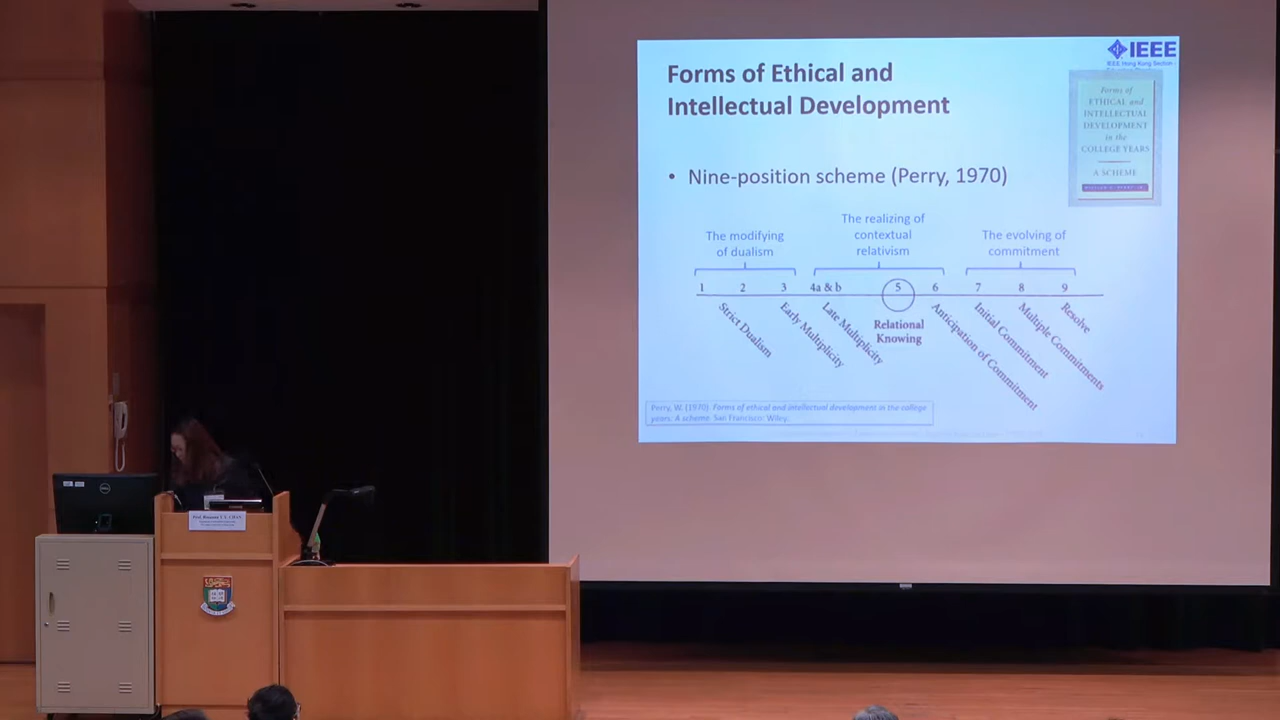 Forms of Ethical and
Intellectual Development
IEEE
IEEE Hong Kong Section
Forms of
ETHICAL and
INTELLECTUAL
DEVELOPMENT
in the
COLLEGE YEARS
A SCHEME
• Nine-position scheme (Perry, 1970)
The modifying
of dualism
The realizing of
contextual
relativism
The evolving of
commitment
1 2 3 4a & b 5 6 7 8 9
Strict Dualism
Early Multiplicity
Late Multiplicity
Relational
Knowing
Anticipation of Commitment
Initial Commitment
Multiple Commitments
Resolve
Perry, W. (1970). Forms of ethical and intellectual development in the college
years. A scheme. San Francisco: Wiley.
DELL
CHAN